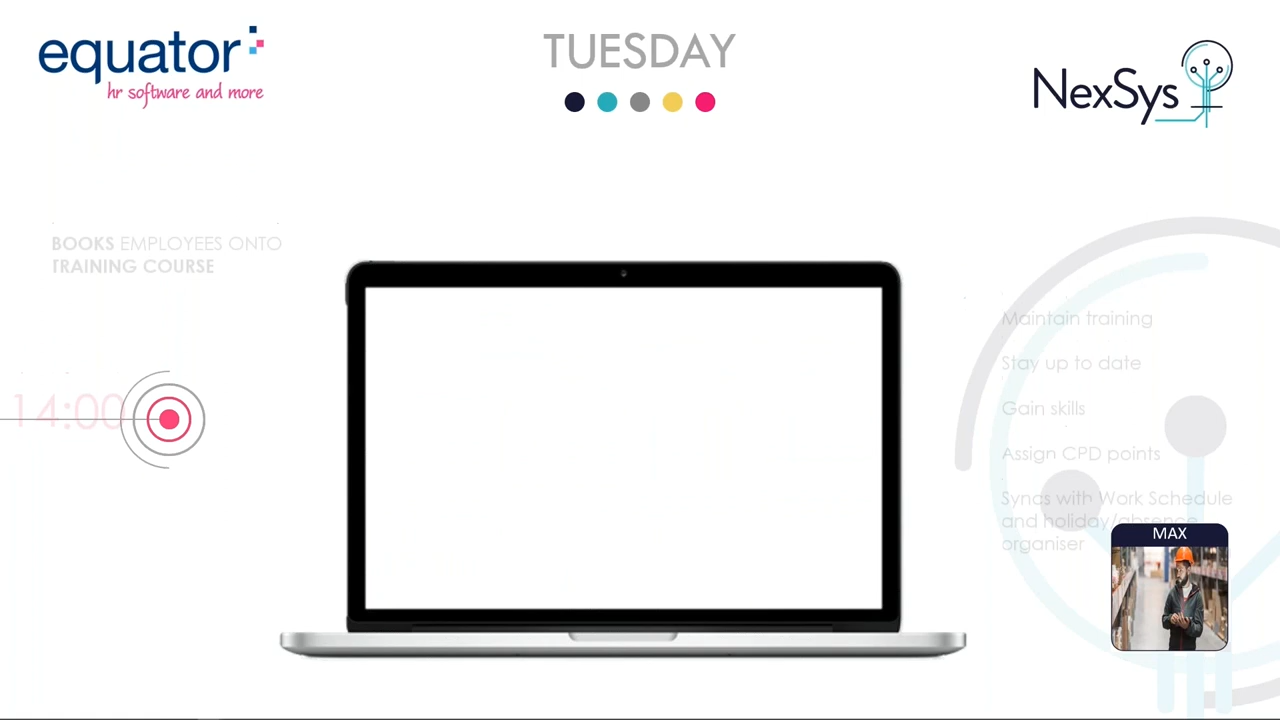 equator
hr software and more
TUESDAY
NexSys
BOOKS EMPLOYEES ONTO
TRAINING COURSE
14:00
Maintain training
Stay up to date
Gain skills
Assign CPD points
Syncs with Work Schedule
and holiday/absence
organiser
MAX